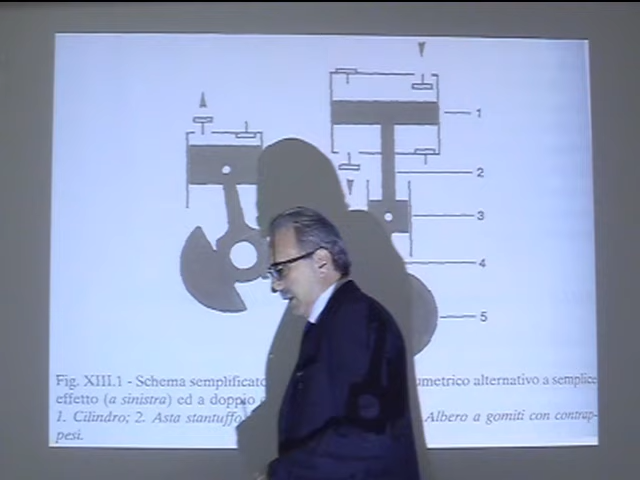 1
2
3
4
5
Fig. XIII.1 - Schema semplificato umetrico alternativo a semplice
effetto (a sinistra) ed a doppio
1. Cilindro; 2. Asta stantuffo Albero a gomiti con contrap-
pesi.